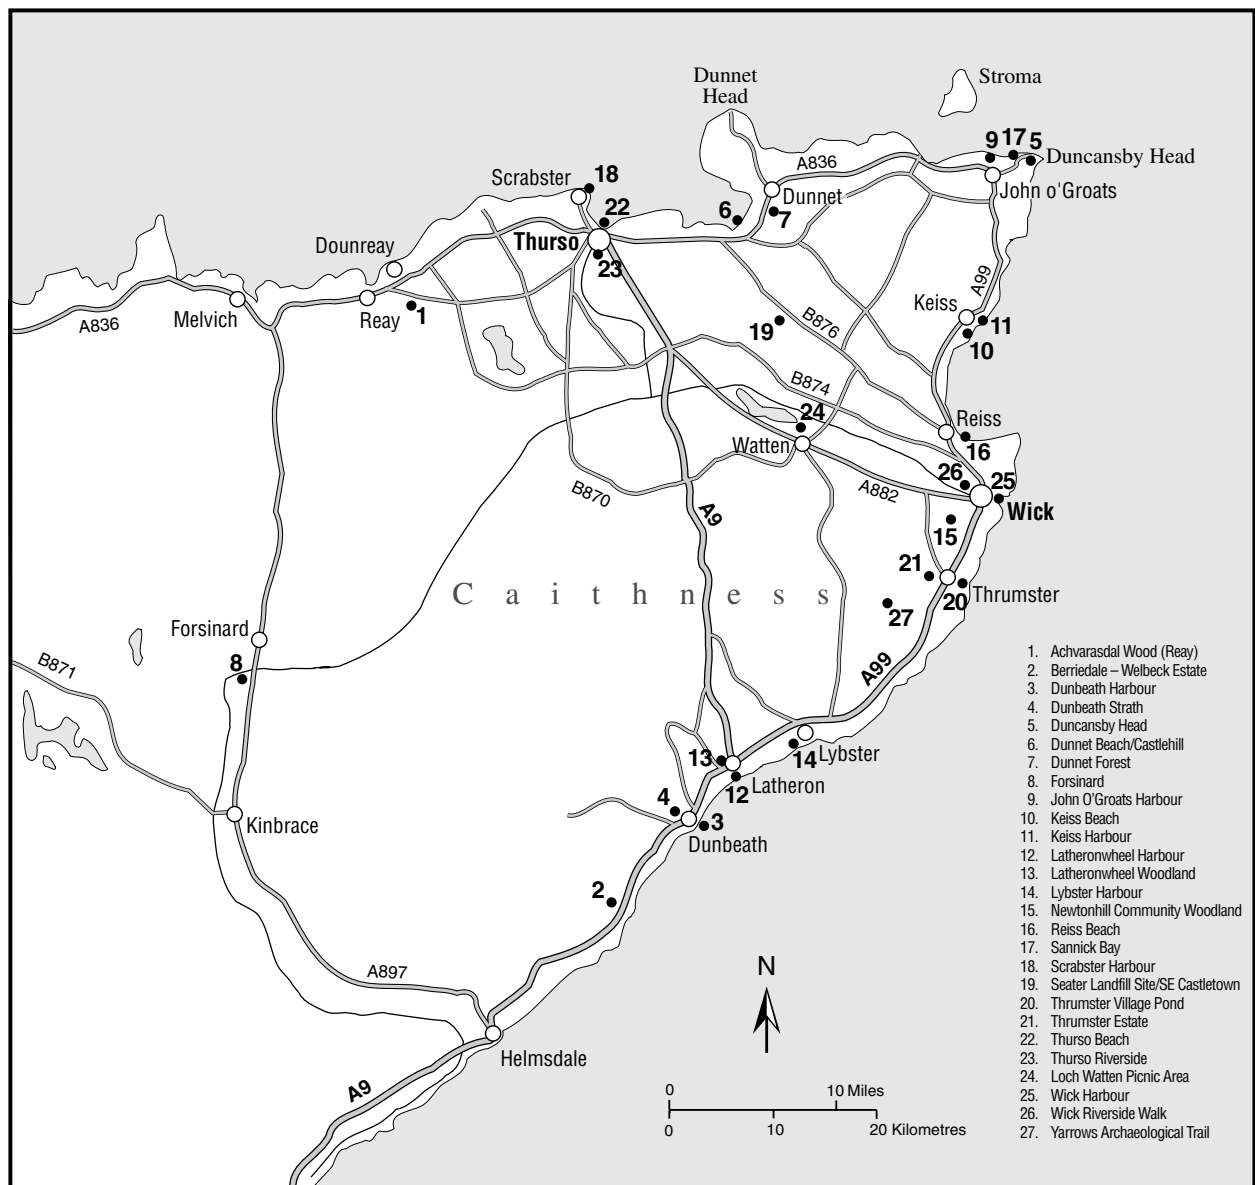 Dunnet
Head
Stroma
9 17 5
Duncansby Head
A836
John o'Groats
Scrabster
18
Dunnet
6
7
22
Thurso
23
Dounreay
A99
Keiss
11
10
A836
Melvich
Reay
1
19
B876
B874
24
Watten
Reiss
16
26
25
Wick
A882
B870
A9
15
21
20
Thrumster
27
Caithness
Forsinard
8
B871
A99
13
14
Lybster
12
Latheron
4
3
Dunbeath
Kinbrace
2
A897
Helmsdale
A9
N
0 10 Miles
0 10 20 Kilometres
1. Achvarasdal Wood (Reay)
2. Berriedale – Welbeck Estate
3. Dunbeath Harbour
4. Dunbeath Strath
5. Duncansby Head
6. Dunnet Beach/Castlehill
7. Dunnet Forest
8. Forsinard
9. John O'Groats Harbour
10. Keiss Beach
11. Keiss Harbour
12. Latheronwheel Harbour
13. Latheronwheel Woodland
14. Lybster Harbour
15. Newtonhill Community Woodland
16. Reiss Beach
17. Sannick Bay
18. Scrabster Harbour
19. Seater Landfill Site/SE Castletown
20. Thrumster Village Pond
21. Thrumster Estate
22. Thurso Beach
23. Thurso Riverside
24. Loch Watten Picnic Area
25. Wick Harbour
26. Wick Riverside Walk
27. Yarrows Archaeological Trail